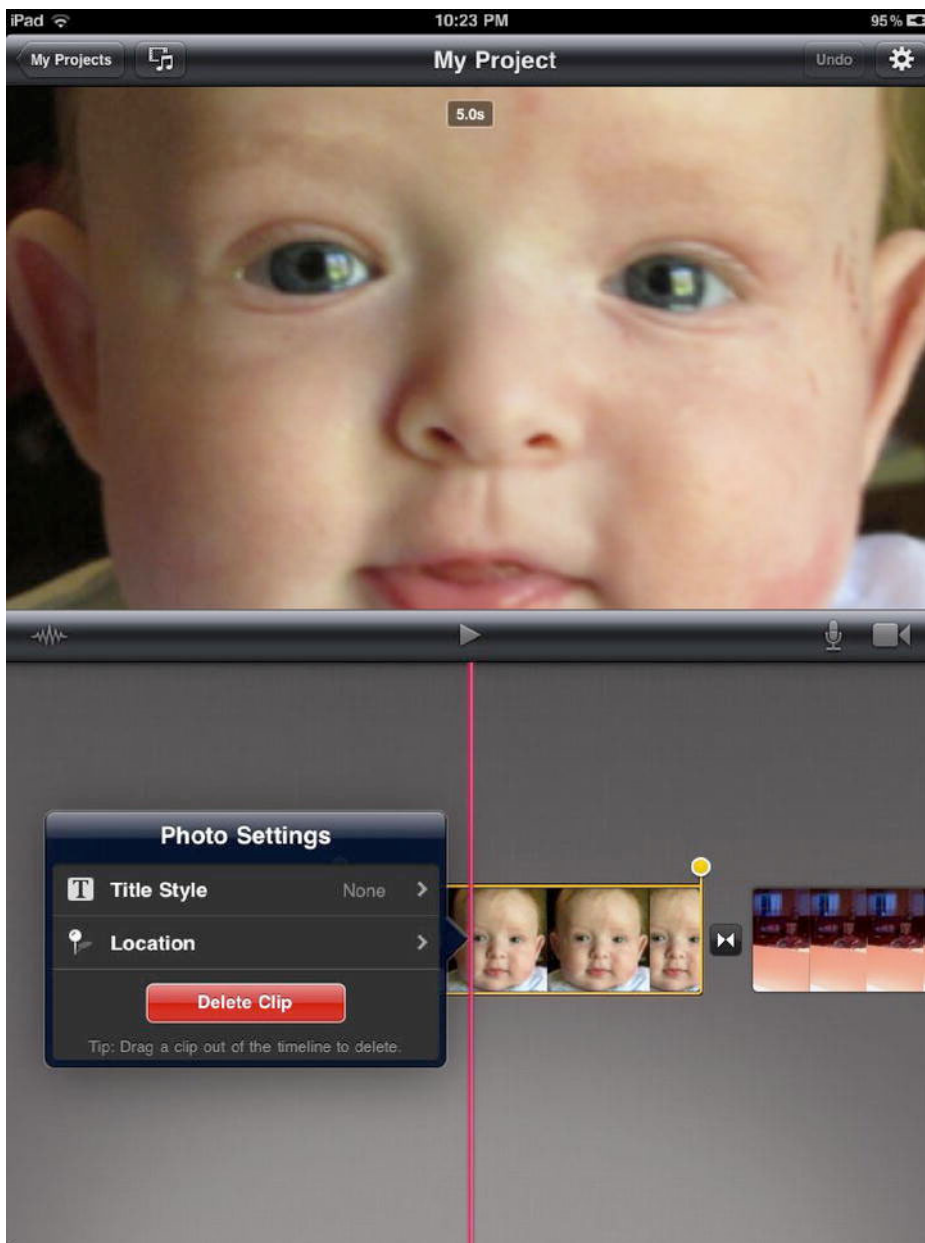 iPad 10:23 PM 95%
My Projects My Project Undo
5.0s
Photo Settings
T Title Style None
Location
Delete Clip
Tip: Drag a clip out of the timeline to delete.